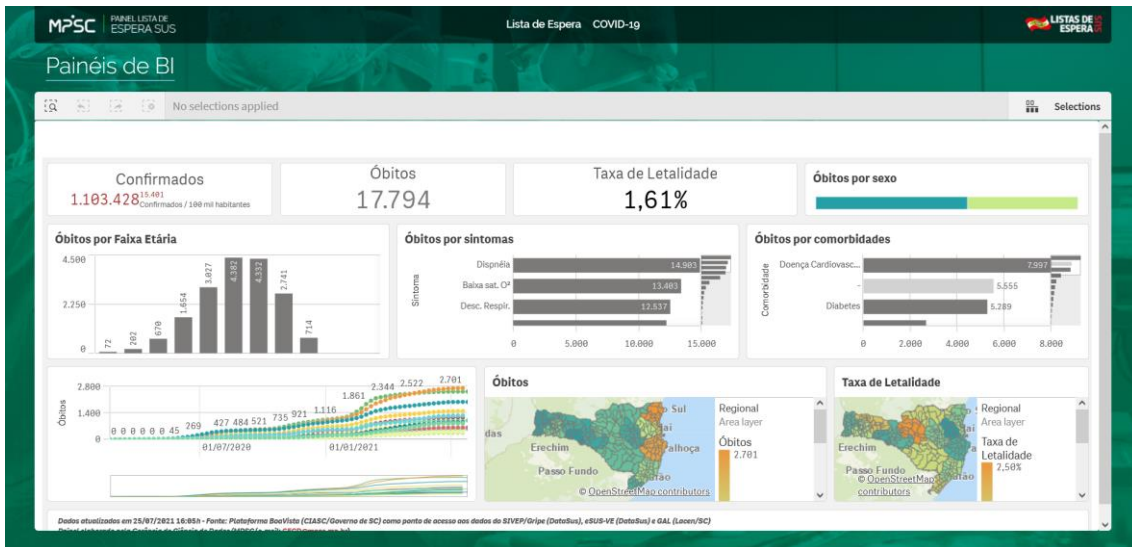 MPSC PAINEL LISTA DE
ESPERA SUS
Lista de Espera COVID-19
LISTAS DE
ESPERA SUS
Painéis de BI
No selections applied
Selections
Confirmados
1.103.428 15.401
Confirmados / 100 mil habitantes
Óbitos
17.794
Taxa de Letalidade
1,61%
Óbitos por sexo
Óbitos por Faixa Etária
4.500
2.250
0
72
202
670
1.654
3.027
4.382
4.332
2.741
714
Óbitos por sintomas
Sintoma
Dispnéia
14.903
Baixa sat. O²
13.403
Desc. Respir.
12.537
0 5.000 10.000 15.000
Óbitos por comorbidades
Comorbidade
Doença Cardiovasc...
7.997
-
5.555
Diabetes
5.289
0 2.000 4.000 6.000 8.000
Óbitos
2.800
1.400
0
0 0 0 0 0 0 45 269 427 484 521 735 921 1.116 1.861 2.344 2.522 2.701
01/07/2020 01/01/2021
Óbitos
o Sul
das
jaí
Erechim
Palhoça
Passo Fundo
ão
© OpenStreetMap contributors
Regional
Area layer
Óbitos
2.701
Taxa de Letalidade
Erechim
Passo Fundo
ão
© OpenStreetMap
contributors
Regional
Area layer
Taxa de
Letalidade
2,50%
Dados atualizados em 25/07/2021 16:05h - Fonte: Plataforma BoaVista (CIASC/Governo de SC) como ponto de acesso aos dados do SIVEP/Gripe (DataSus), eSUS-VE (DataSus) e GAL (Lacen/SC)